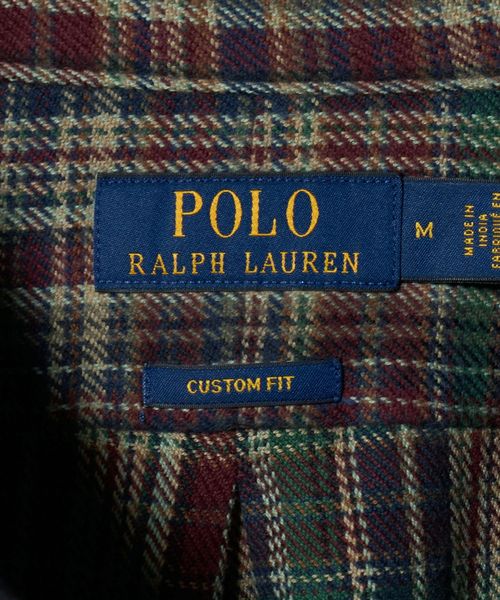 POLO
RALPH LAUREN
M
MADE IN
INDIA
FABRIQUÉ EN
CUSTOM FIT